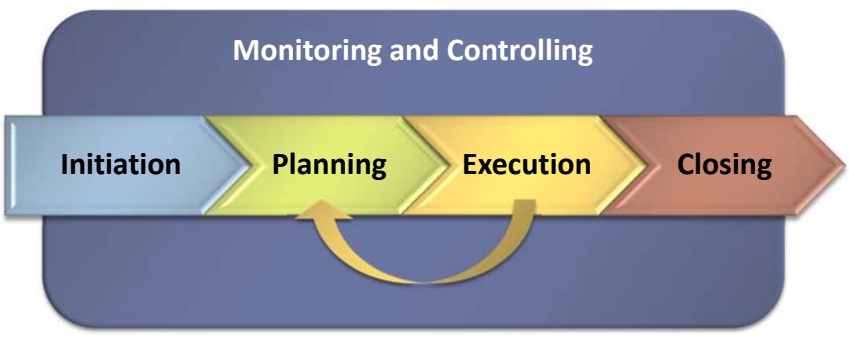 Monitoring and Controlling
Initiation Planning Execution Closing